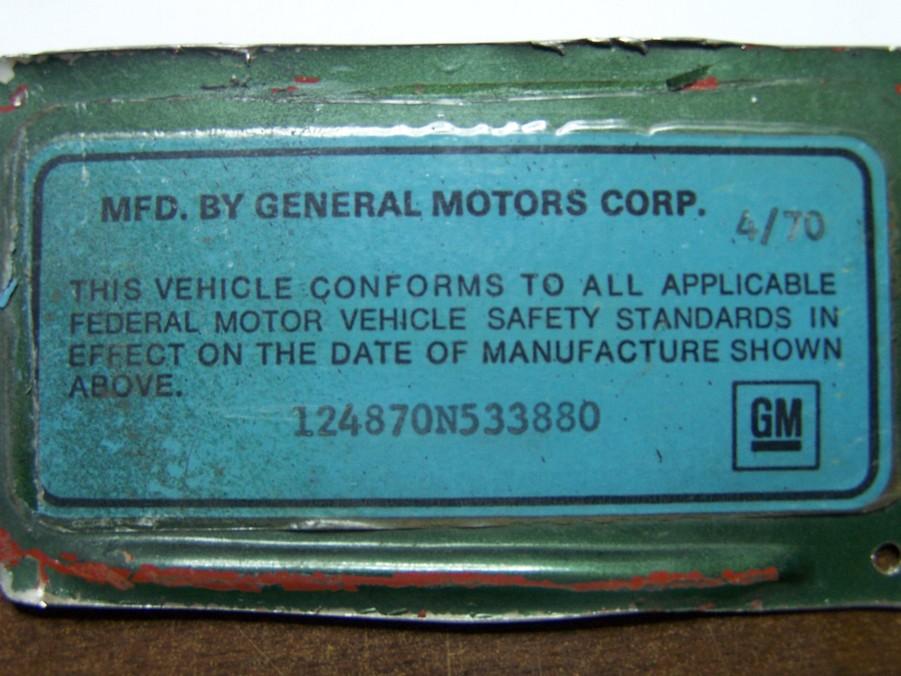 MFD. BY GENERAL MOTORS CORP.
4/70
THIS VEHICLE CONFORMS TO ALL APPLICABLE
FEDERAL MOTOR VEHICLE SAFETY STANDARDS IN
EFFECT ON THE DATE OF MANUFACTURE SHOWN
ABOVE.
124870N533880
GM